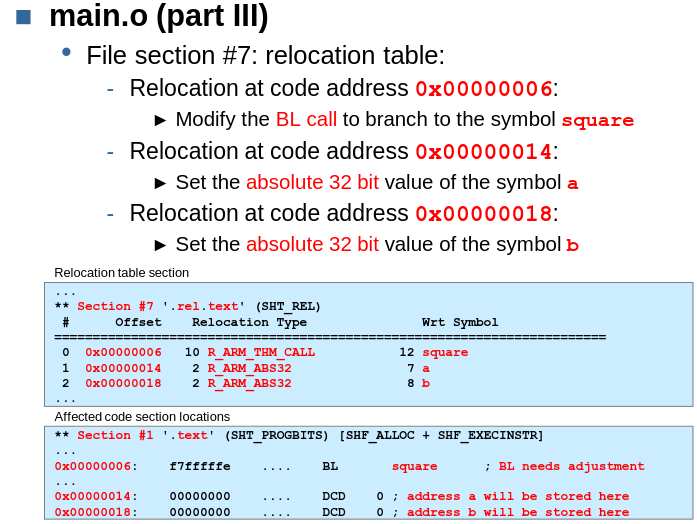 main.o (part III)
File section #7: relocation table:
- Relocation at code address 0x00000006:
► Modify the BL call to branch to the symbol square
- Relocation at code address 0x00000014:
► Set the absolute 32 bit value of the symbol a
- Relocation at code address 0x00000018:
► Set the absolute 32 bit value of the symbol b
Relocation table section
...
** Section #7 '.rel.text' (SHT_REL)
# Offset Relocation Type Wrt Symbol
========================================================================
0 0x00000006 10 R_ARM_THM_CALL 12 square
1 0x00000014 2 R_ARM_ABS32 7 a
2 0x00000018 2 R_ARM_ABS32 8 b
...
Affected code section locations
** Section #1 '.text' (SHT_PROGBITS) [SHF_ALLOC + SHF_EXECINSTR]
...
0x00000006: f7fffffe .... BL square ; BL needs adjustment
...
0x00000014: 00000000 .... DCD 0 ; address a will be stored here
0x00000018: 00000000 .... DCD 0 ; address b will be stored here